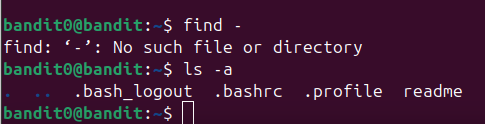 bandit0@bandit:~$ find -
find: ‘-’: No such file or directory
bandit0@bandit:~$ ls -a
.  ..  .bash_logout  .bashrc  .profile  readme
bandit0@bandit:~$